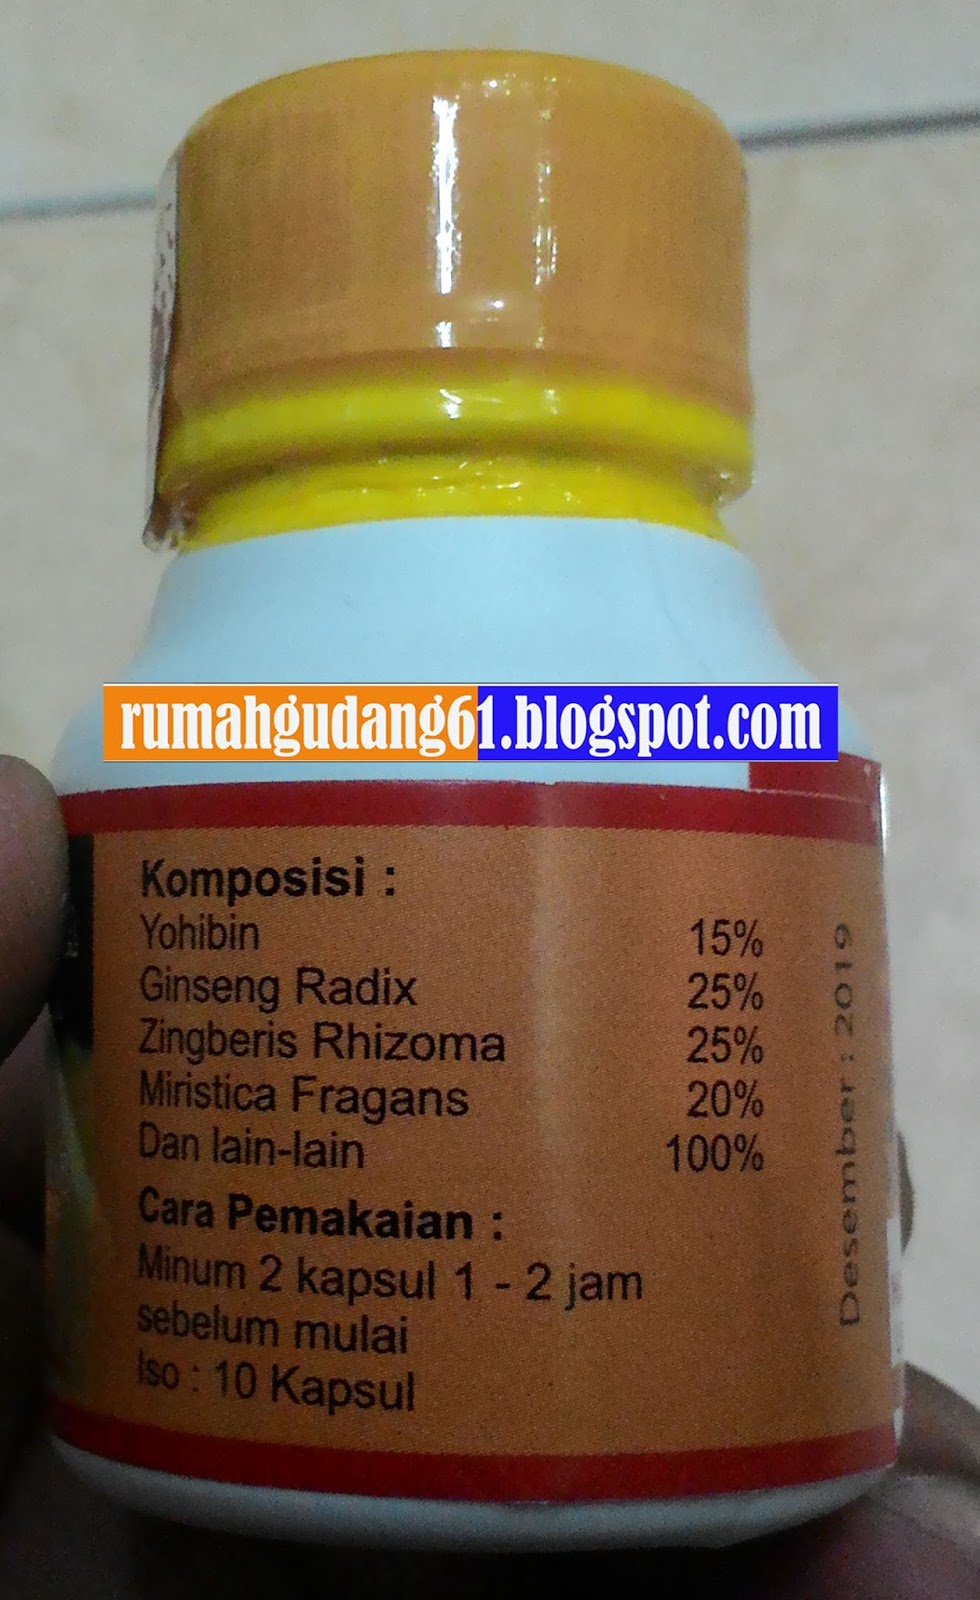 rumahgudang61.blogspot.com
Komposisi :
Yohibin 15%
Ginseng Radix 25%
Zingberis Rhizoma 25%
Miristica Fragans 20%
Dan lain-lain 100%
Cara Pemakaian :
Minum 2 kapsul 1 - 2 jam
sebelum mulai
Iso : 10 Kapsul
Desember : 2019